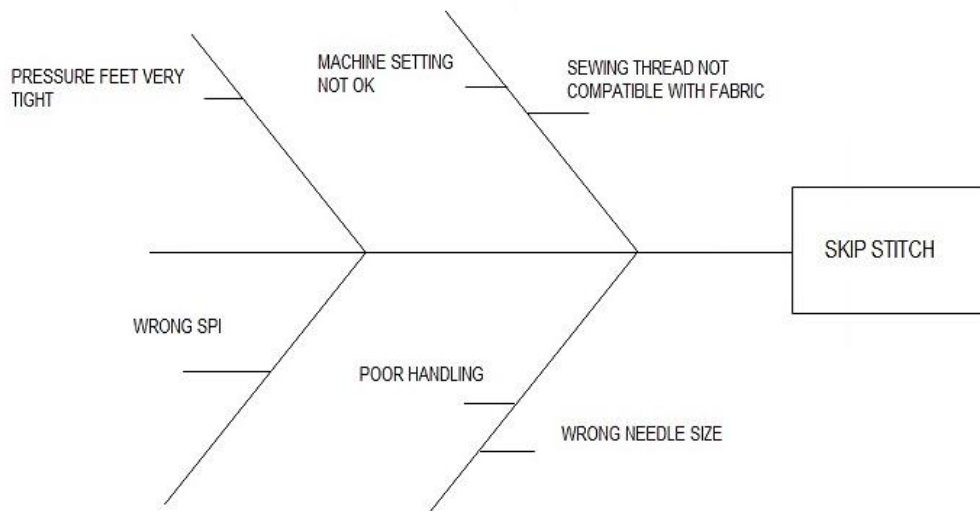 PRESSURE FEET VERY
TIGHT
MACHINE SETTING
NOT OK
SEWING THREAD NOT
COMPATIBLE WITH FABRIC
SKIP STITCH
WRONG SPI
POOR HANDLING
WRONG NEEDLE SIZE